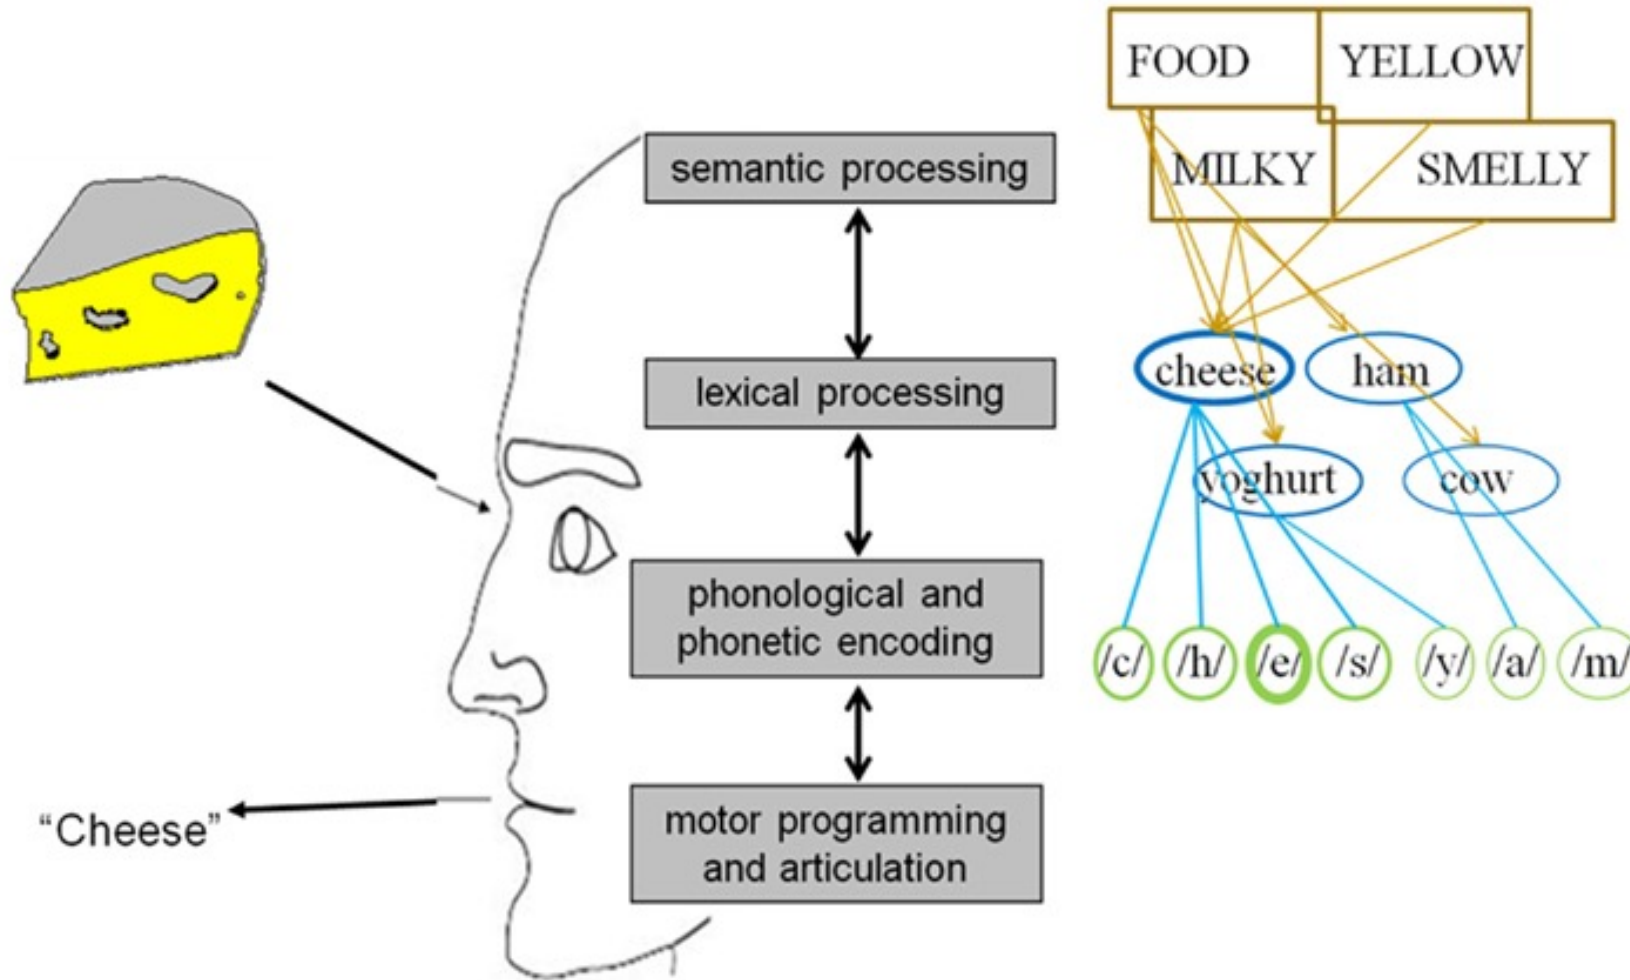 semantic processing
lexical processing
phonological and
phonetic encoding
motor programming
and articulation
“Cheese”
FOOD YELLOW
MILKY SMELLY
cheese ham
yoghurt cow
/c/ /h/ /e/ /s/ /y/ /a/ /m/